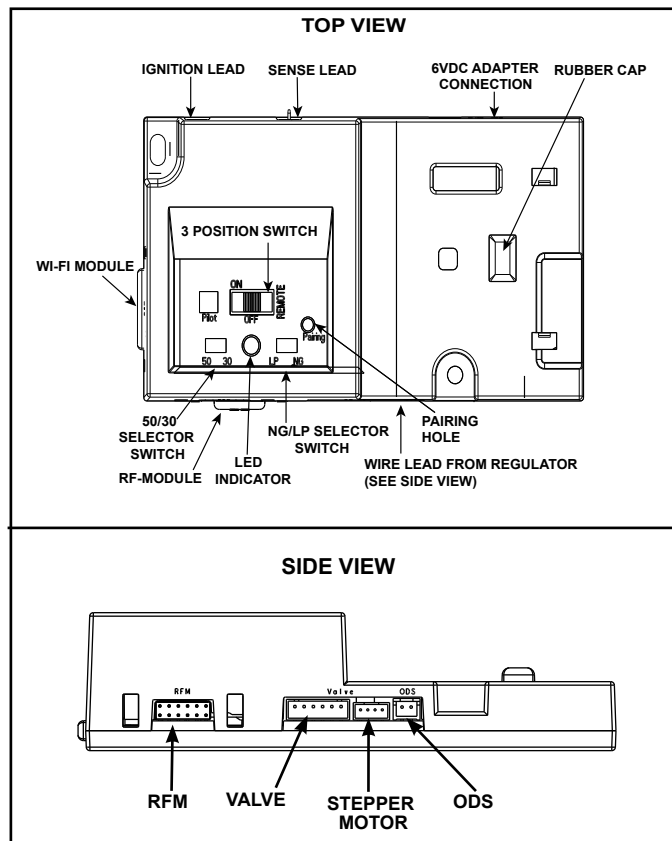 TOP VIEW
IGNITION LEAD
SENSE LEAD
6VDC ADAPTER
CONNECTION
RUBBER CAP
3 POSITION SWITCH
WI-FI MODULE
ON
OFF
REMOTE
Pilot
Pairing
50 30
LP NG
50/30
SELECTOR
SWITCH
RF-MODULE
LED
INDICATOR
NG/LP SELECTOR
SWITCH
PAIRING
HOLE
WIRE LEAD FROM REGULATOR
(SEE SIDE VIEW)
SIDE VIEW
RFM
Valve
ODS
RFM
VALVE
STEPPER
MOTOR
ODS